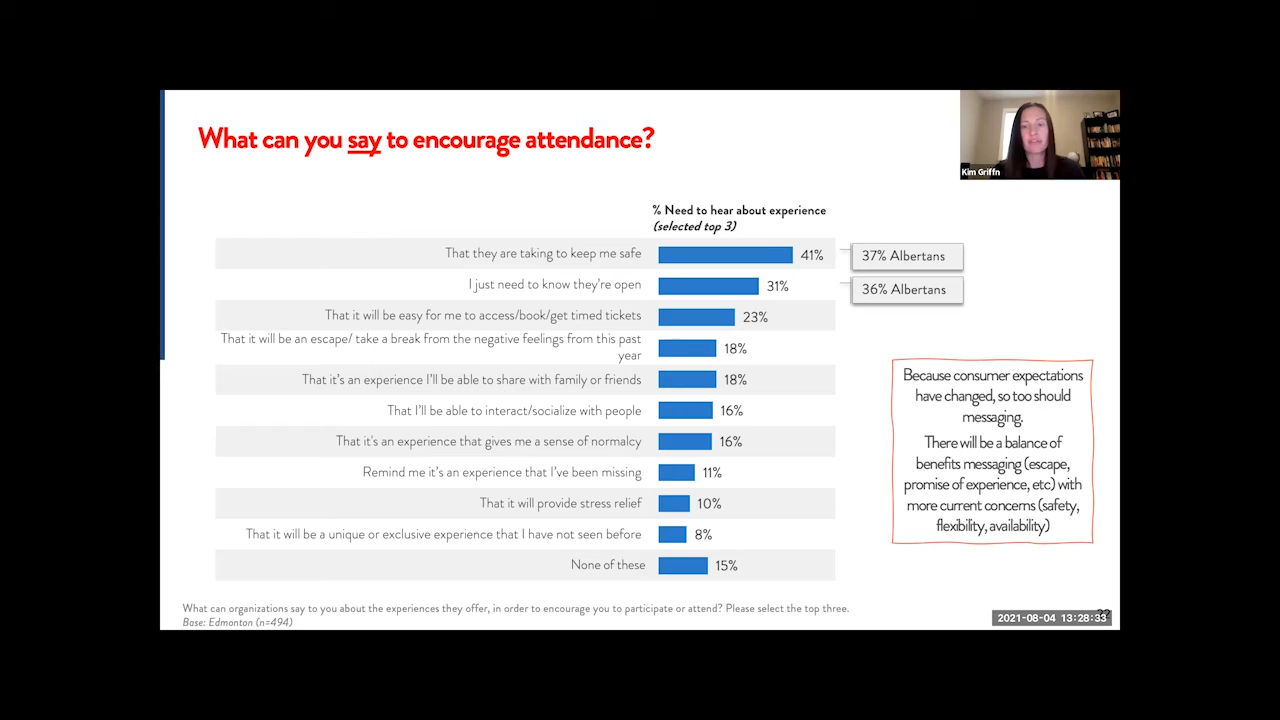 What can you say to encourage attendance?
Kim Griffn
% Need to hear about experience
(selected top 3)
That they are taking to keep me safe
41%
37% Albertans
I just need to know they're open
31%
36% Albertans
That it will be easy for me to access/book/get timed tickets
23%
That it will be an escape/ take a break from the negative feelings from this past
year
18%
That it's an experience I'll be able to share with family or friends
18%
That I'll be able to interact/socialize with people
16%
That it's an experience that gives me a sense of normalcy
16%
Remind me it's an experience that I've been missing
11%
That it will provide stress relief
10%
That it will be a unique or exclusive experience that I have not seen before
8%
None of these
15%
Because consumer expectations
have changed, so too should
messaging.
There will be a balance of
benefits messaging (escape,
promise of experience, etc) with
more current concerns (safety,
flexibility, availability)
What can organizations say to you about the experiences they offer, in order to encourage you to participate or attend? Please select the top three.
Base: Edmonton (n=494)
2021-08-04 13:28:33